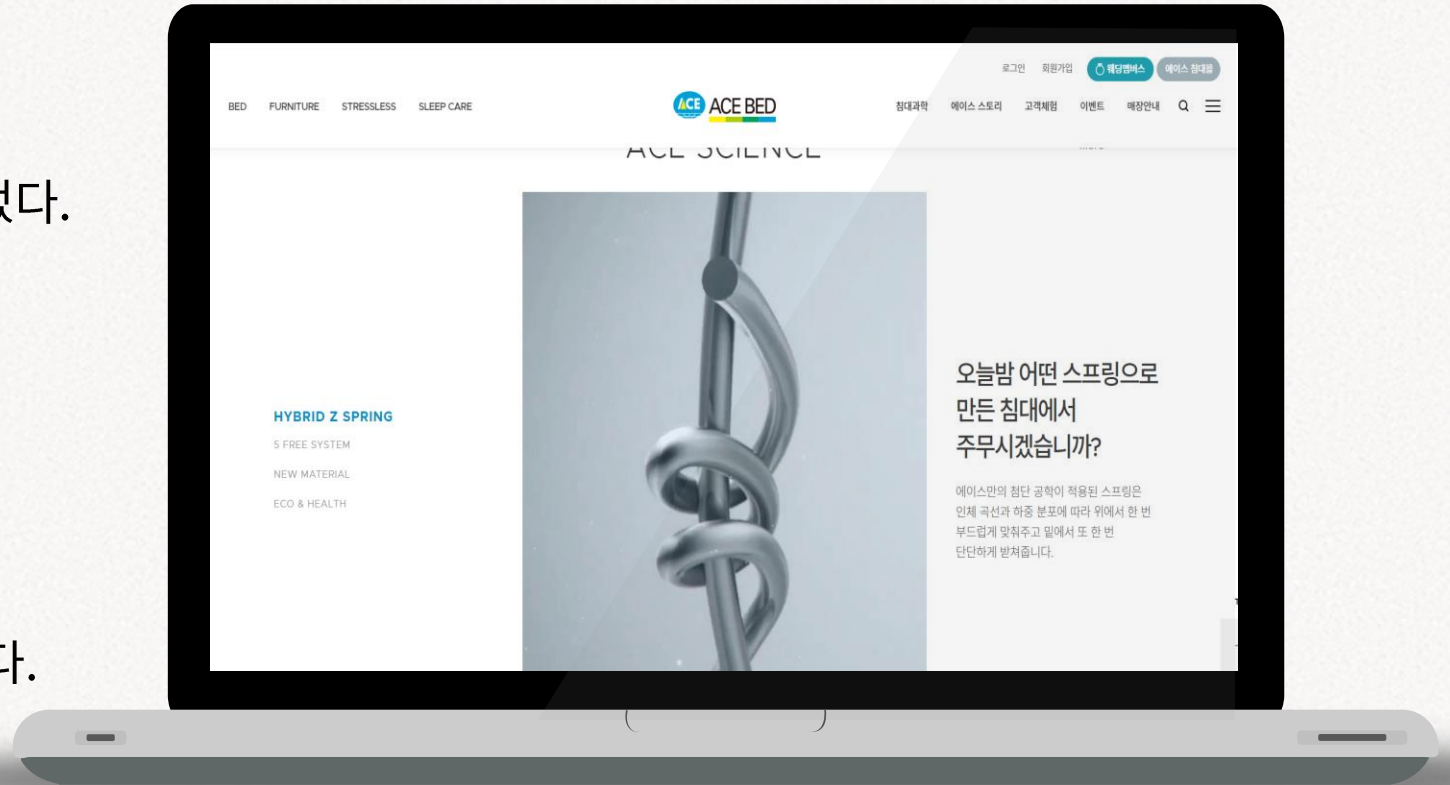 었다.
다.
로그인 회원가입 웨딩멤버스 에이스 침대몰
BED FURNITURE STRESSLESS SLEEP CARE
ACE ACE BED
침대과학 에이스 스토리 고객체험 이벤트 매장안내
ACE SCIENCE
HYBRID Z SPRING
5 FREE SYSTEM
NEW MATERIAL
ECO & HEALTH
오늘밤 어떤 스프링으로
만든 침대에서
주무시겠습니까?
에이스만의 첨단 공학이 적용된 스프링은
인체 곡선과 하중 분포에 따라 위에서 한 번
부드럽게 맞춰주고 밑에서 또 한 번
단단하게 받쳐줍니다.